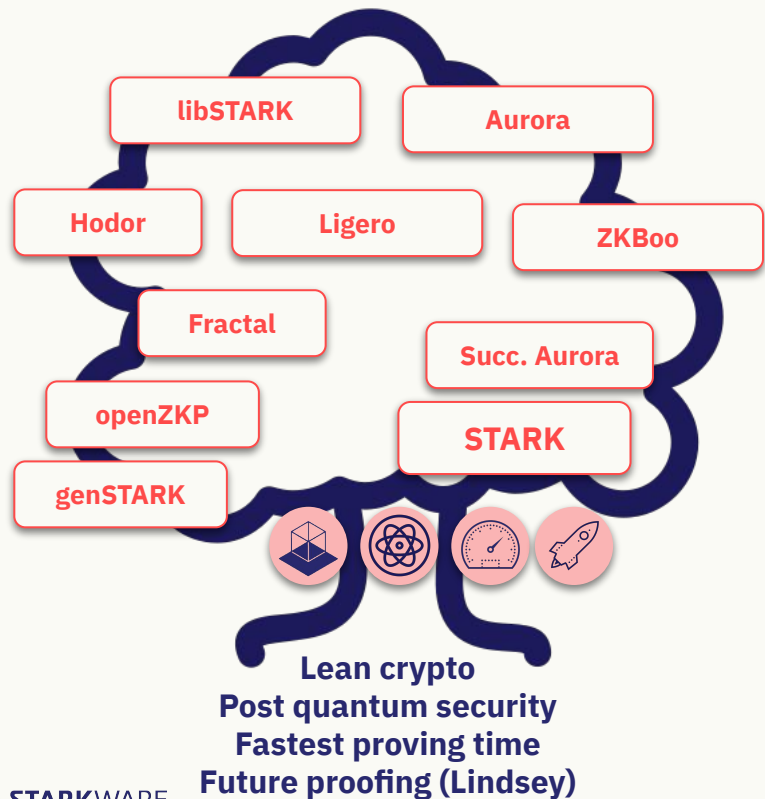 libSTARK
Aurora
Hodor
Ligero
ZKBoo
Fractal
Succ. Aurora
openZKP
STARK
genSTARK
Lean crypto
Post quantum security
Fastest proving time
Future proofing (Lindsey)
STARKWARE